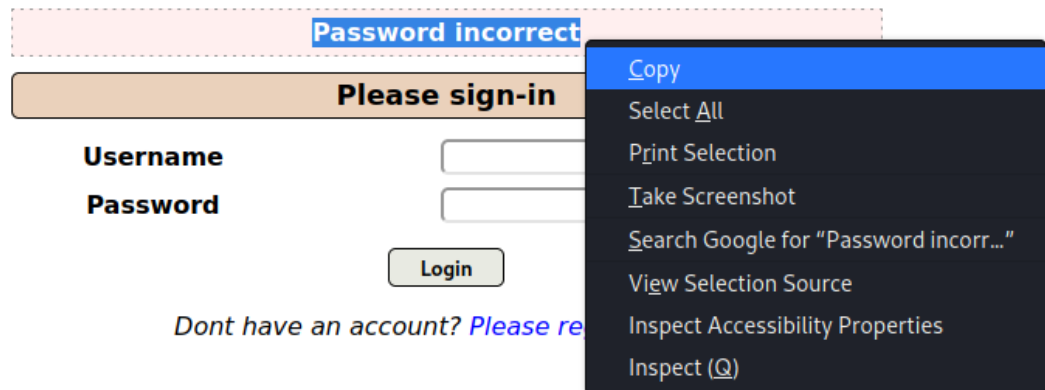 Password incorrect
Please sign-in
Username
Password
Login
Dont have an account? Please re
Copy
Select All
Print Selection
Take Screenshot
Search Google for “Password incorr...”
View Selection Source
Inspect Accessibility Properties
Inspect (Q)